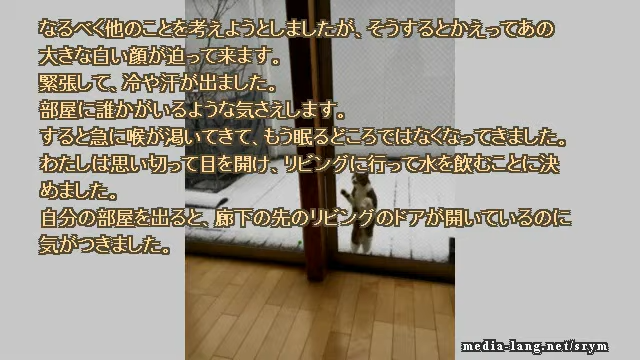 なるべく他のことを考えようとしましたが、そうするとかえってあの
大きな白い顔が迫って来ます。
緊張して、冷や汗が出ました。
部屋に誰かがいるような気さえします。
すると急に喉が渇いてきて、もう眠るどころではなくなってきました。
わたしは思い切って目を開け、リビングに行って水を飲むことに決
めました。
自分の部屋を出ると、廊下の先のリビングのドアが開いているのに
気がつきました。
media-lang.net/srym